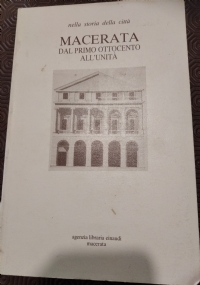 nella storia della città
MACERATA
DAL PRIMO OTTOCENTO
ALL'UNITÀ
agenzia libraria einaudi
macerata